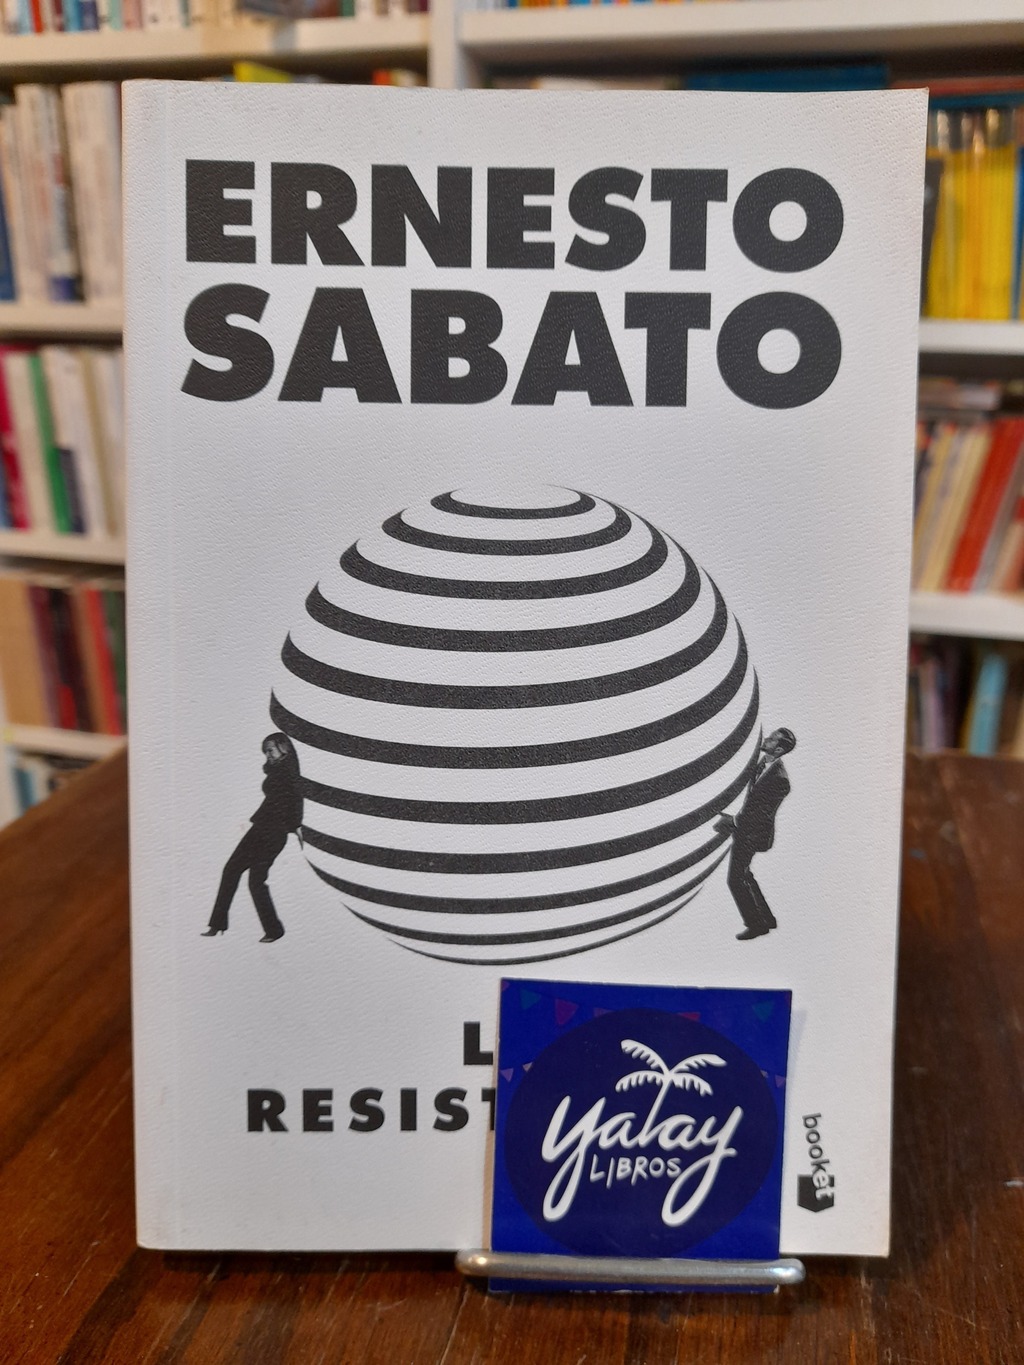 ERNESTO
SABATO
L
RESIST
yatay
LIBROS
booket